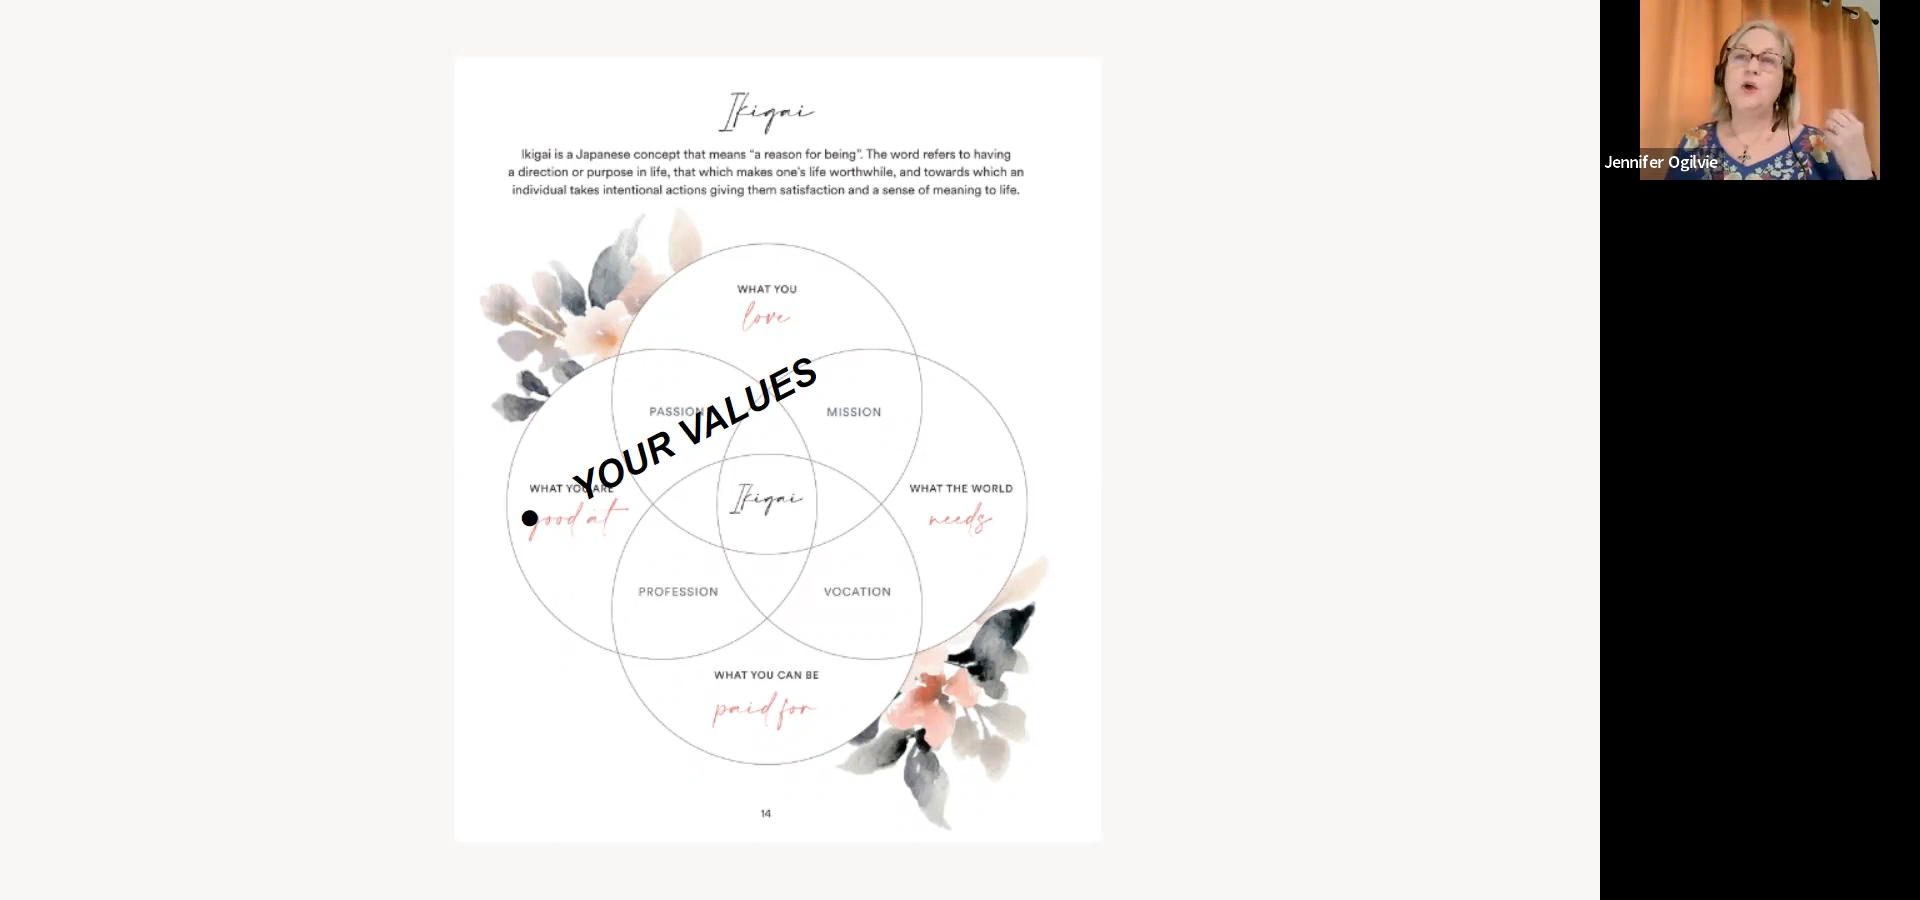 Ikigai
Ikigai is a Japanese concept that means “a reason for being”. The word refers to having
a direction or purpose in life, that which makes one's life worthwhile, and towards which an
individual takes intentional actions giving them satisfaction and a sense of meaning to life.
WHAT YOU
love
YOUR VALUES
PASSION
MISSION
WHAT YOU ARE
good at
Ikigai
WHAT THE WORLD
needs
PROFESSION
VOCATION
WHAT YOU CAN BE
paid for
14
Jennifer Ogilvie